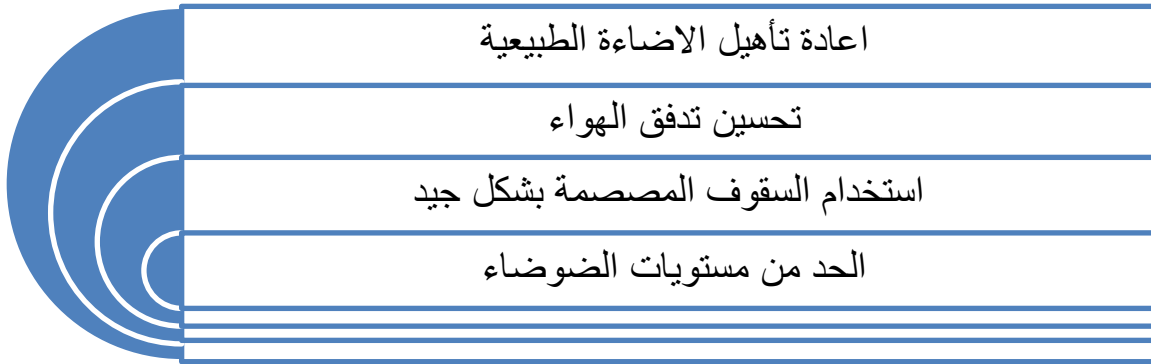 اعادة تأهيل الاضاءة الطبيعية
تحسين تدفق الهواء
استخدام السقوف المصصمة بشكل جيد
الحد من مستويات الضوضاء